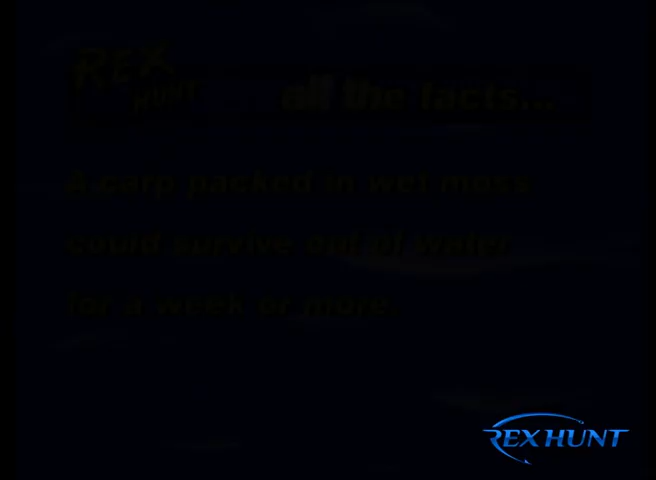 REX
HUNT
all the facts...
A carp packed in wet moss
could survive out of water
for a week or more.
REX HUNT